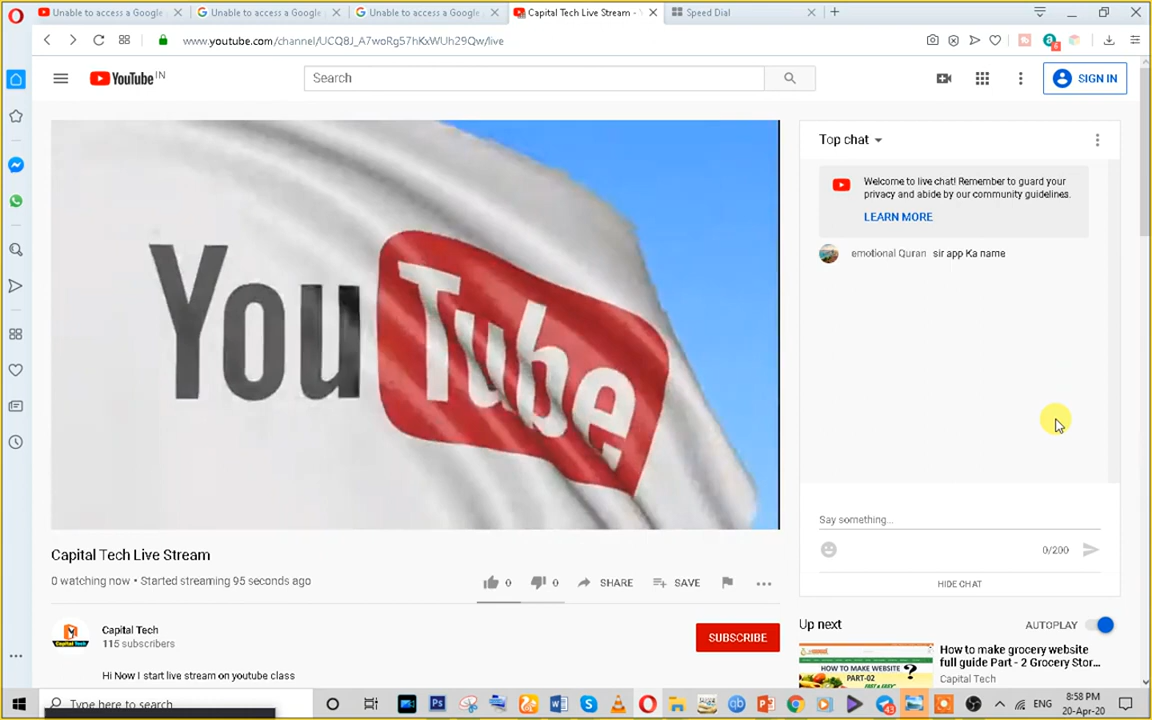 Unable to access a Google
Unable to access a Google
Unable to access a Google
Capital Tech Live Stream -
Speed Dial
www.youtube.com/channel/UCQ8J_A7woRg57hKxWUh29Qw/live
6
YouTube IN
Search
SIGN IN
YouTube
Top chat
Welcome to live chat! Remember to guard your
privacy and abide by our community guidelines.
LEARN MORE
emotional Quran sir app Ka name
Say something...
0/200
HIDE CHAT
Capital Tech Live Stream
0 watching now • Started streaming 95 seconds ago
0
0
SHARE
SAVE
Capital Tech
115 subscribers
SUBSCRIBE
Hi Now I start live stream on youtube class
Up next
AUTOPLAY
HOW TO MAKE WEBSITE
PART-02
?
How to make grocery website
full guide Part - 2 Grocery Stor...
Capital Tech
Type here to search
ENG
8:58 PM
20-Apr-20